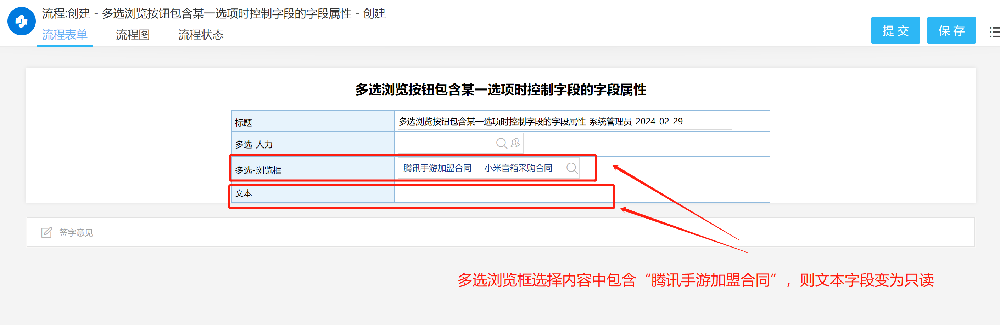 流程:创建 - 多选浏览按钮包含某一选项时控制字段的字段属性 - 创建
流程表单 流程图 流程状态
提交 保存
多选浏览按钮包含某一选项时控制字段的字段属性
标题 多选浏览按钮包含某一选项时控制字段的字段属性-系统管理员-2024-02-29
多选-人力
多选-浏览框 腾讯手游加盟合同 小米音箱采购合同
文本
签字意见
多选浏览框选择内容中包含“腾讯手游加盟合同”，则文本字段变为只读